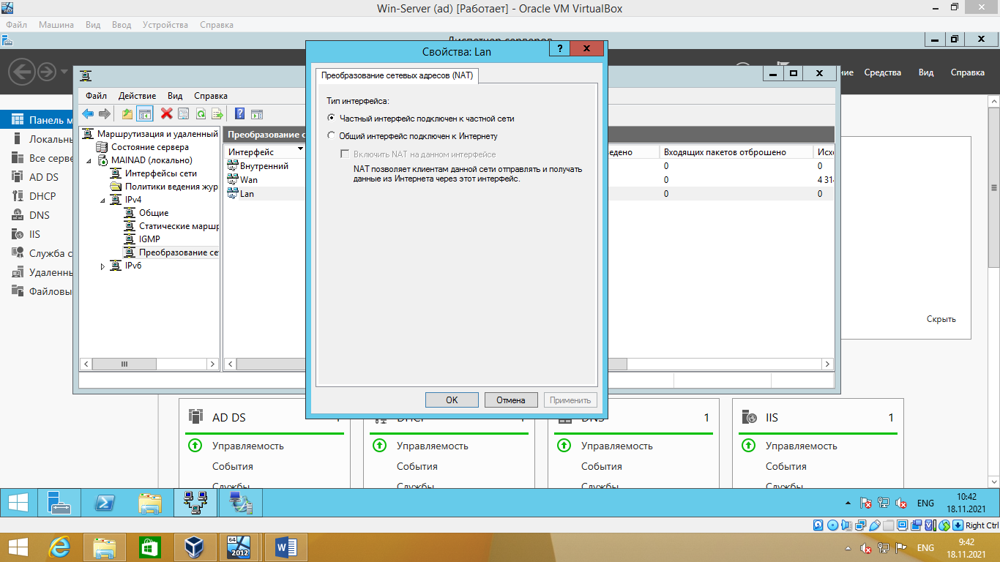 Win-Server (ad) [Работает] - Oracle VM VirtualBox
Файл Машина Вид Ввод Устройства Справка
Диспетчер серверов
Средства Вид Справка
Свойства: Lan
Преобразование сетевых адресов (NAT)
Тип интерфейса:
Частный интерфейс подключен к частной сети
Общий интерфейс подключен к Интернету
Включить NAT на данном интерфейсе
NAT позволяет клиентам данной сети отправлять и получать
данные из Интернета через этот интерфейс.
OK Отмена Применить
Файл Действие Вид Справка
Маршрутизация и удаленный
Состояние сервера
MAINAD (локально)
Интерфейсы сети
Политики ведения жур
IPv4
Общие
Статические маршр
IGMP
Преобразование се
IPv6
Преобразование с
Интерфейс Входящих пакетов отброшено Исхо
Внутренний 0 0
Wan 0 4 31
Lan 0 0
Панель м
Локальны
Все серве
AD DS
DHCP
DNS
IIS
Служба с
Удаленны
Файловы
Скрыть
AD DS 1
Управляемость
События
Службы
DHCP 1
Управляемость
События
Службы
DNS 1
Управляемость
События
Службы
IIS 1
Управляемость
События
Службы
ENG 10:42
18.11.2021
Right Ctrl
64
2012
ENG 9:42
18.11.2021